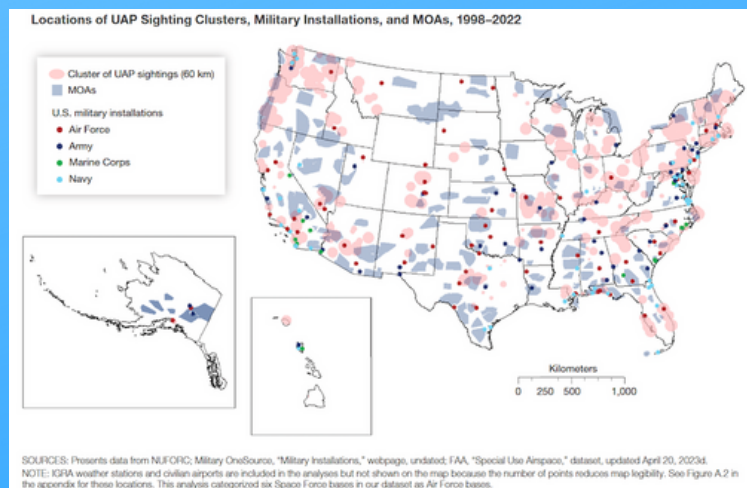 Locations of UAP Sighting Clusters, Military Installations, and MOAs, 1998–2022
Cluster of UAP sightings (60 km)
MOAs
U.S. military installations
Air Force
Army
Marine Corps
Navy
Kilometers
0 250 500 1,000
SOURCES: Presents data from NUFORC; Military OneSource, "Military Installations," webpage, undated; FAA, "Special Use Airspace," dataset, updated April 20, 2023d.
NOTE: IGRA weather stations and civilian airports are included in the analyses but not shown on the map because the number of points reduces map legibility. See Figure A.2 in
the appendix for these locations. This analysis categorized six Space Force bases in our dataset as Air Force bases.